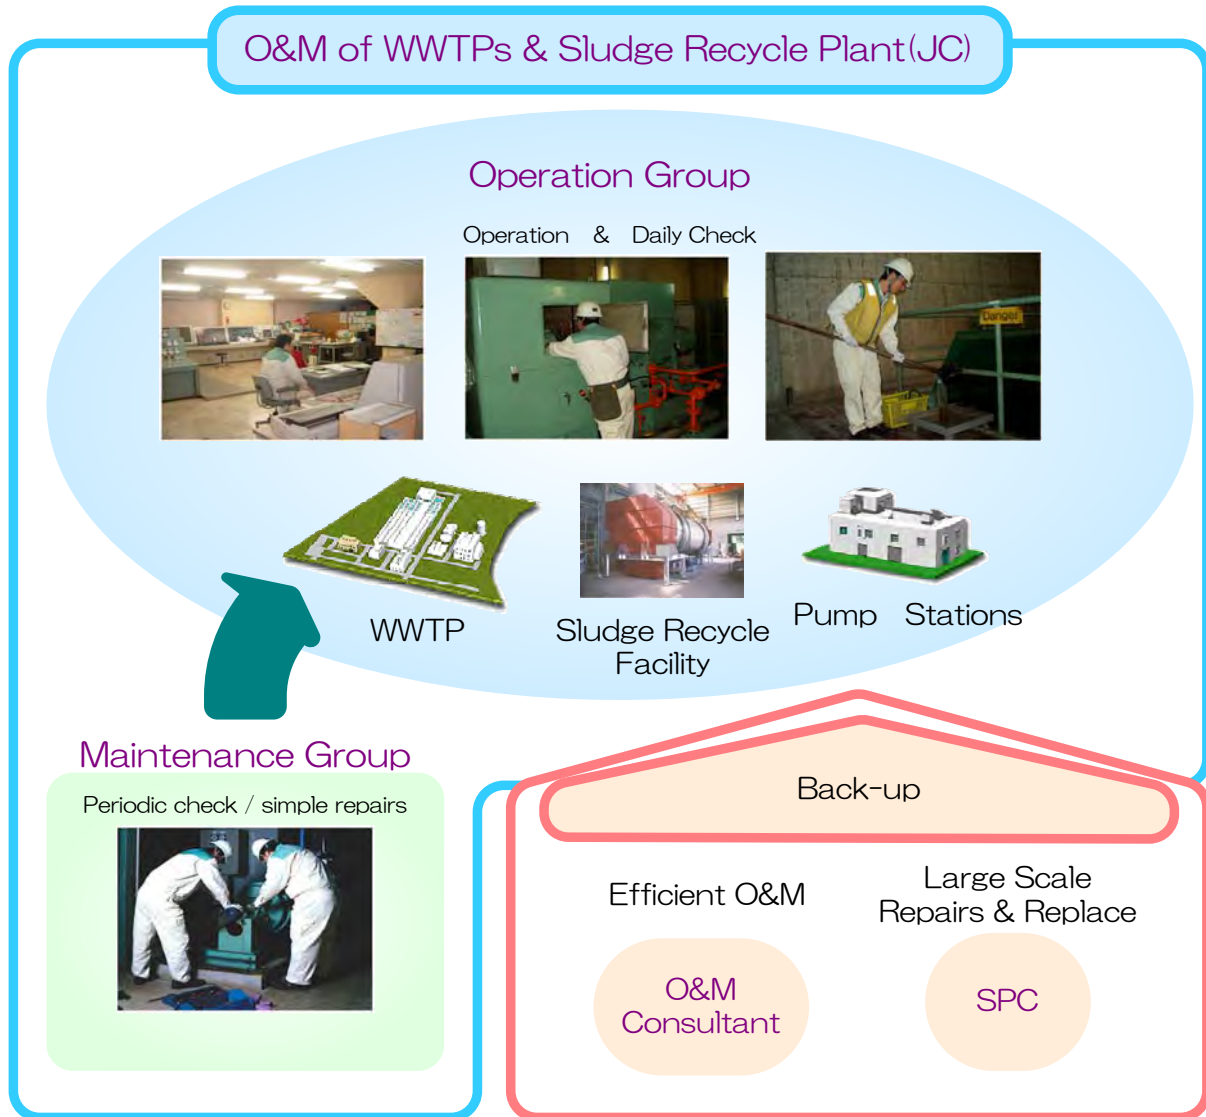 O&M of WWTPs & Sludge Recycle Plant(JC)
Operation Group
Operation & Daily Check
Danger
WWTP
Sludge Recycle
Facility
Pump Stations
Maintenance Group
Periodic check / simple repairs
Back-up
Efficient O&M
Large Scale
Repairs & Replace
O&M
Consultant
SPC